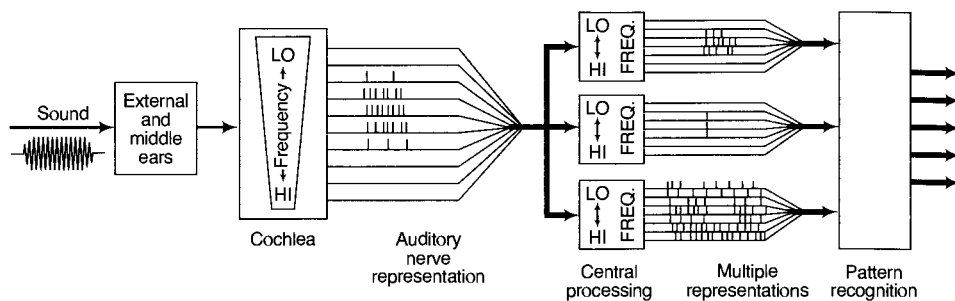 Sound
External
and
middle
ears
LO
Frequency
HI
Cochlea
Auditory
nerve
representation
LO
HI
FREQ.
LO
HI
FREQ.
LO
HI
FREQ.
Central
processing
Multiple
representations
Pattern
recognition